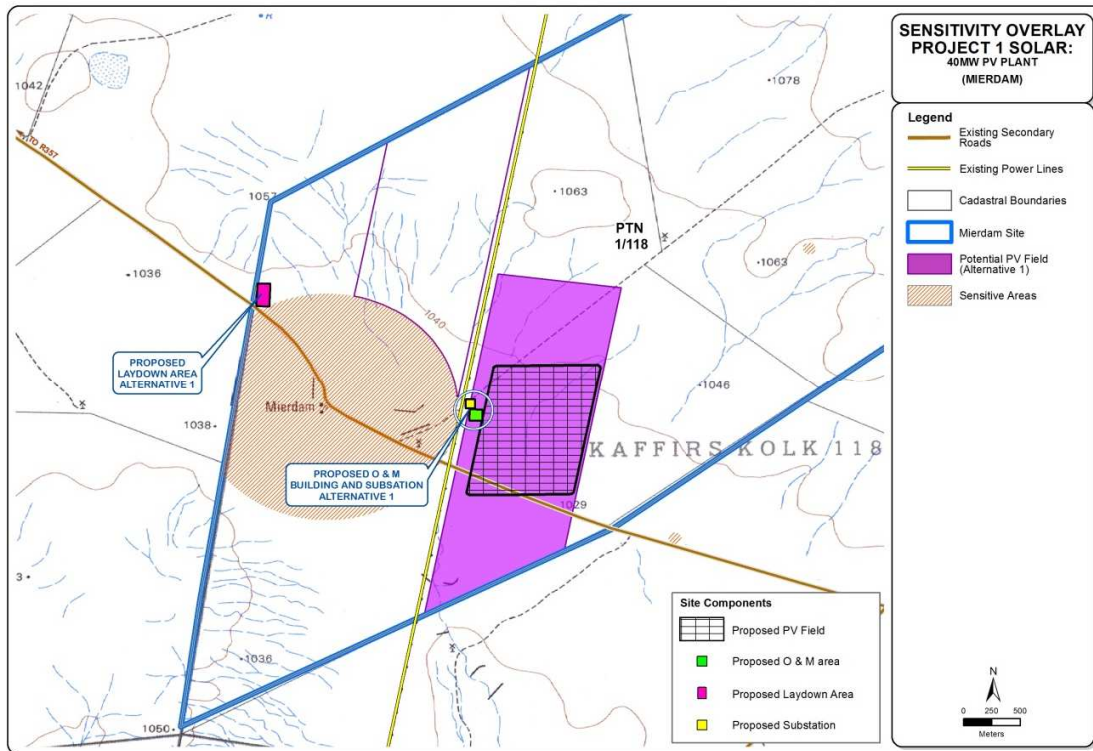 SENSITIVITY OVERLAY
PROJECT 1 SOLAR:
40MW PV PLANT
(MIERDAM)
Legend
Existing Secondary
Roads
Existing Power Lines
Cadastral Boundaries
Mierdam Site
Potential PV Field
(Alternative 1)
Sensitive Areas
1042
TO R357
1057
1078
1063
PTN
1/118
1063
1036
1040
PROPOSED
LAYDOWN AREA
ALTERNATIVE 1
Mierdam
1046
1038
PROPOSED O & M
BUILDING AND SUBSATION
ALTERNATIVE 1
KAFFIRS KOLK 118
1029
3
1036
1050
Site Components
Proposed PV Field
Proposed O & M area
Proposed Laydown Area
Proposed Substation
N
0 250 500
Meters